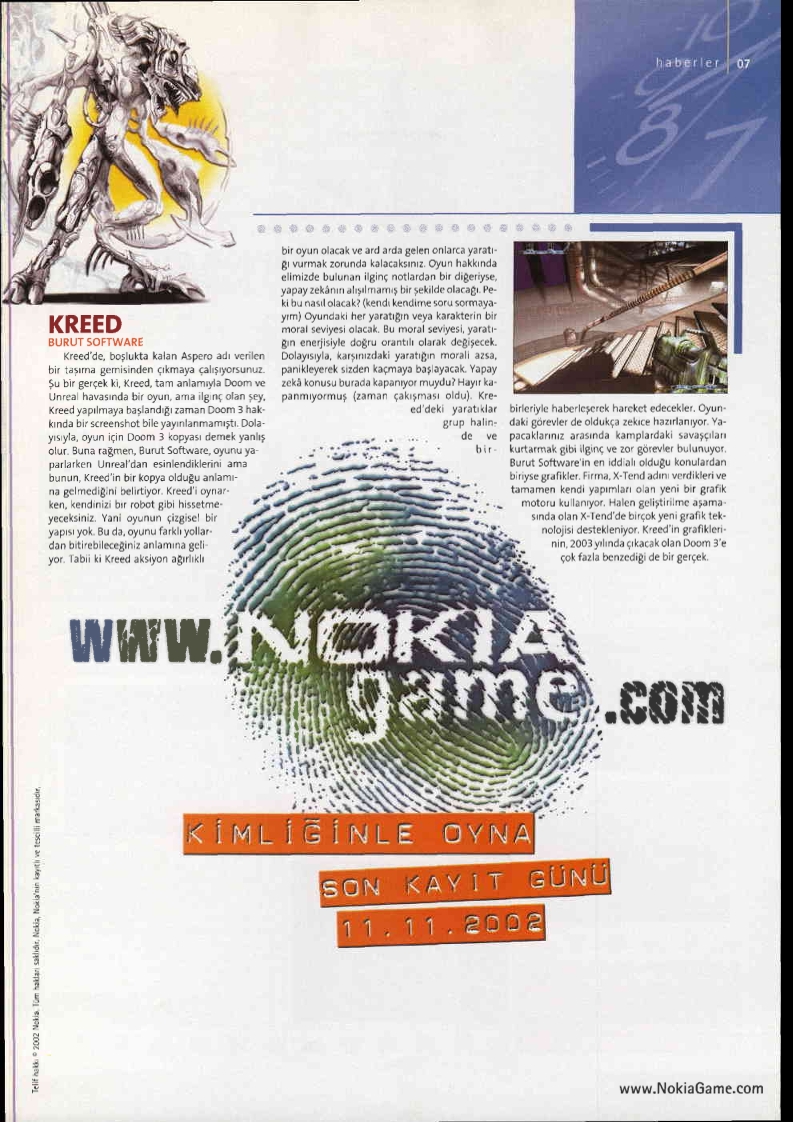 haberler 07
KREED
BURUT SOFTWARE
Kreed'de, boşlukta kalan Aspero adı verilen
bir taşıma gemisinden çıkmaya çalışıyorsunuz.
Şu bir gerçek ki, Kreed, tam anlamıyla Doom ve
Unreal havasında bir oyun, ama ilginç olan şey,
Kreed yapılmaya başlandığı zaman Doom 3 hak-
kında bir screenshot bile yayınlanmamıştı. Dola-
yısıyla, oyun için Doom 3 kopyası demek yanlış
olur. Buna rağmen, Burut Software, oyunu ya-
parlarken Unreal'dan esinlendiklerini ama
bunun, Kreed'in bir kopya olduğu anlamı-
na gelmediğini belirtiyor. Kreed'i oynar-
ken, kendinizi bir robot gibi hissetme-
yeceksiniz. Yani oyunun çizgisel bir
yapısı yok. Bu da, oyunu farklı yollar-
dan bitirebileceğiniz anlamına geli-
yor. Tabii ki Kreed aksiyon ağırlıklı
bir oyun olacak ve ard arda gelen onlarca yaratı-
ğı vurmak zorunda kalacaksınız. Oyun hakkında
elimizde bulunan ilginç notlardan bir diğeriyse,
yapay zekânın alışılmamış bir şekilde olacağı. Pe-
ki bu nasıl olacak? (kendi kendime soru sormaya-
yım) Oyundaki her yaratığın veya karakterin bir
moral seviyesi olacak. Bu moral seviyesi, yaratı-
ğın enerjisiyle doğru orantılı olarak değişecek.
Dolayısıyla, karşınızdaki yaratığın morali azsa,
panikleyerek sizden kaçmaya başlayacak. Yapay
zekâ konusu burada kapanıyor muydu? Hayır ka-
panmıyormuş (zaman çakışması oldu). Kre-
ed'deki yaratıklar
grup halin-
de ve
bir-
birleriyle haberleşerek hareket edecekler. Oyun-
daki görevler de oldukça zekice hazırlanıyor. Ya-
pacaklarınız arasında kamplardaki savaşçıları
kurtarmak gibi ilginç ve zor görevler bulunuyor.
Burut Software'in en iddialı olduğu konulardan
biriyse grafikler. Firma, X-Tend adını verdikleri ve
tamamen kendi yapımları olan yeni bir grafik
motoru kullanıyor. Halen geliştirilme aşama-
sında olan X-Tend'de birçok yeni grafik tek-
nolojisi destekleniyor. Kreed'in grafikleri-
nin, 2003 yılında çıkacak olan Doom 3'e
çok fazla benzediği de bir gerçek.
www.NOKIA
game.com
KİMLİĞİNLE OYNA
SON KAYIT GÜNÜ
11.11.2002
Telif hakkı © 2002 Nokia. Tüm hakları saklıdır. Nokia, Nokia'nın kayıtlı ve tescilli markasıdır.
www.NokiaGame.com
10
9
8
7